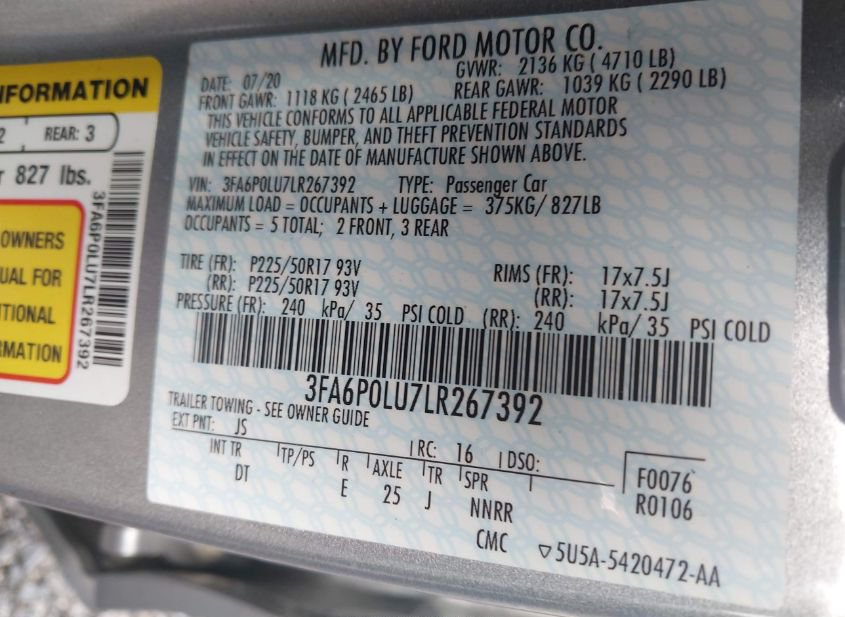 NFORMATION
2 REAR: 3
r 827 lbs.
OWNERS
UAL FOR
ITIONAL
RMATION
3FA6P0LU7LR267392
MFD. BY FORD MOTOR CO.
DATE: 07/20 GVWR: 2136 KG ( 4710 LB)
FRONT GAWR: 1118 KG ( 2465 LB) REAR GAWR: 1039 KG ( 2290 LB)
THIS VEHICLE CONFORMS TO ALL APPLICABLE FEDERAL MOTOR
VEHICLE SAFETY, BUMPER, AND THEFT PREVENTION STANDARDS
IN EFFECT ON THE DATE OF MANUFACTURE SHOWN ABOVE.
VIN: 3FA6P0LU7LR267392 TYPE: Passenger Car
MAXIMUM LOAD = OCCUPANTS + LUGGAGE = 375KG/ 827LB
OCCUPANTS = 5 TOTAL; 2 FRONT, 3 REAR
TIRE (FR): P225/50R17 93V RIMS (FR): 17x7.5J
(RR): P225/50R17 93V (RR): 17x7.5J
PRESSURE (FR): 240 kPa/ 35 PSI COLD (RR): 240 kPa/ 35 PSI COLD
3FA6P0LU7LR267392
TRAILER TOWING - SEE OWNER GUIDE
EXT PNT: JS RC: 16 DSO:
INT TR TP/PS R AXLE TR SPR F0076
DT E 25 J NNRR R0106
CMC ▽5U5A-5420472-AA